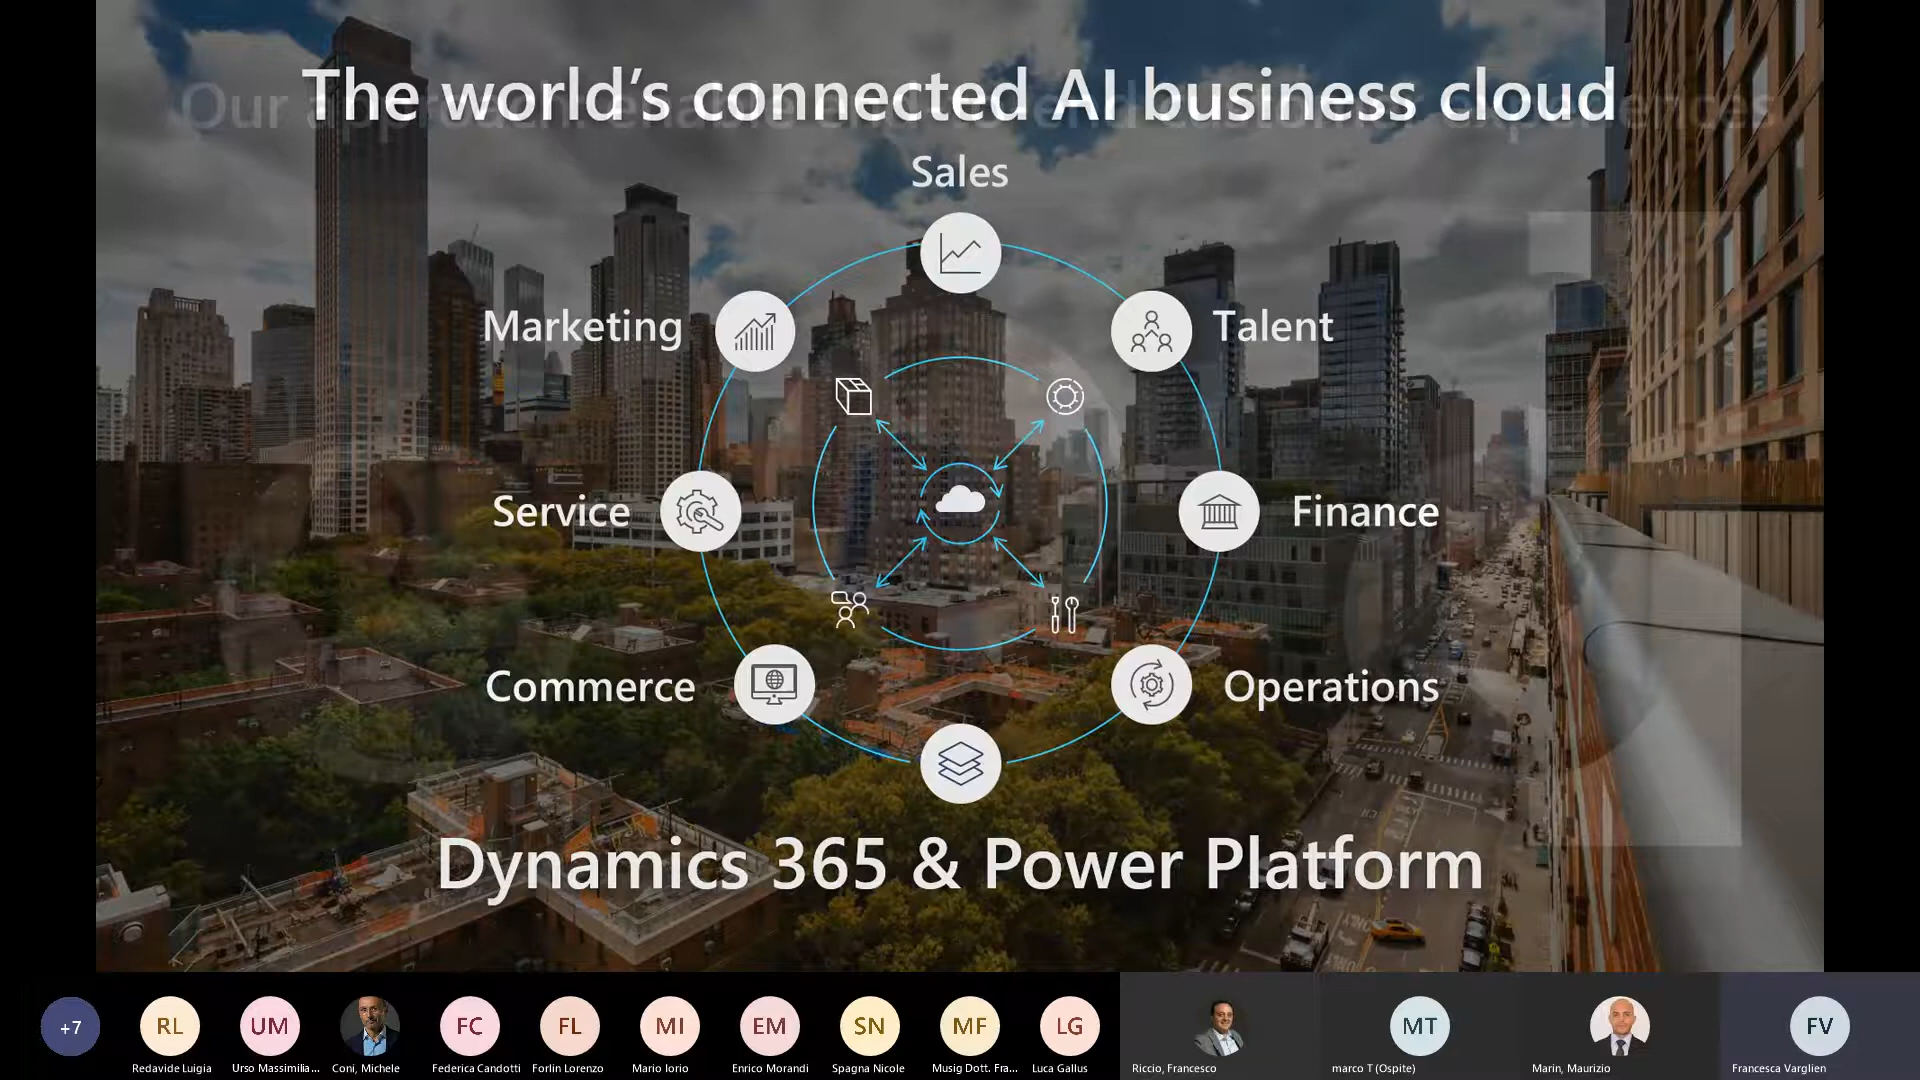 The world’s connected AI business cloud
Sales
Marketing
Talent
Service
Finance
Commerce
Operations
Dynamics 365 & Power Platform
+7
RL
UM
FC
FL
MI
EM
SN
MF
LG
MT
FV
Redavide Luigia
Urso Massimilia...
Coni, Michele
Federica Candotti
Forlin Lorenzo
Mario Iorio
Enrico Morandi
Spagna Nicole
Musig Dott. Fra...
Luca Gallus
Riccio, Francesco
marco T (Ospite)
Marin, Maurizio
Francesca Varglien